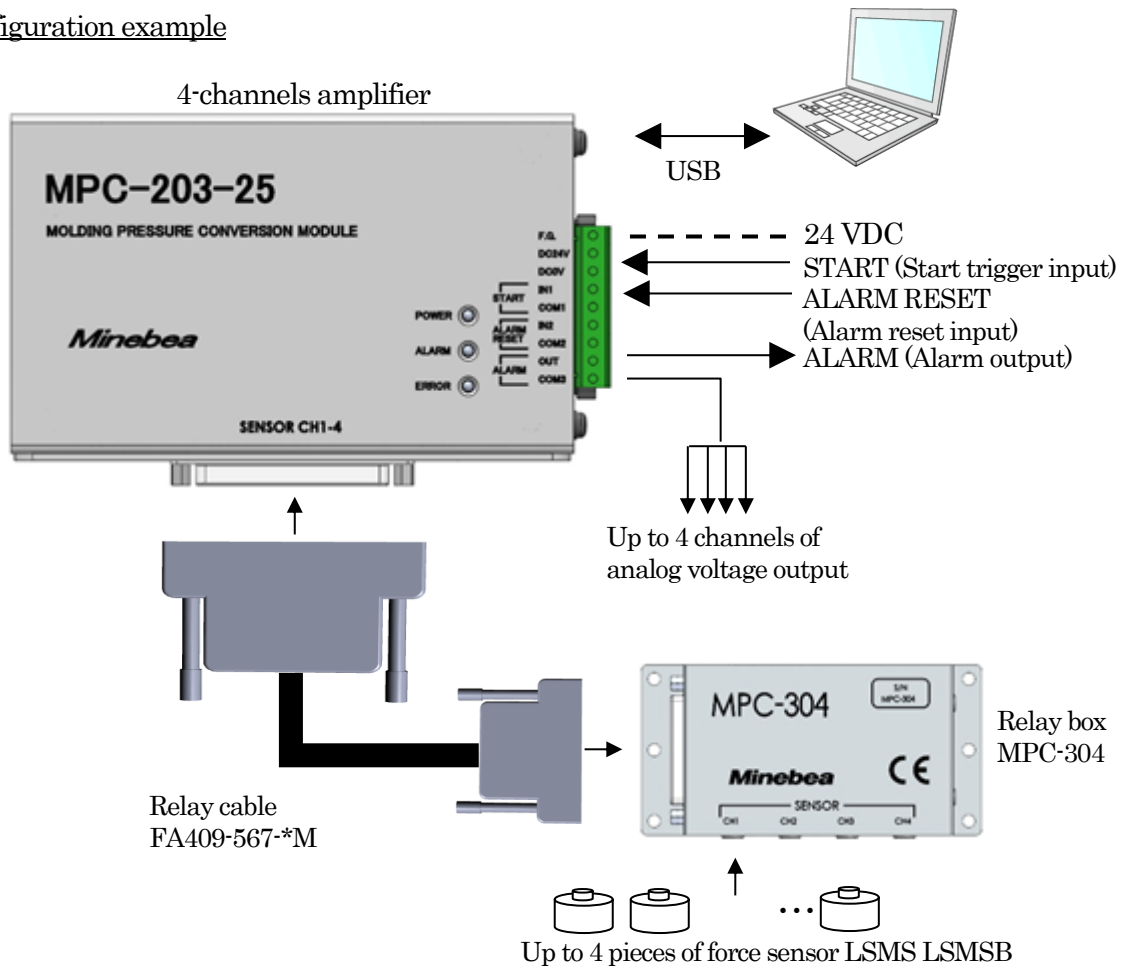 figuration example
4-channels amplifier
MPC-203-25
MOLDING PRESSURE CONVERSION MODULE
Minebea
POWER
ALARM
ERROR
SENSOR CH1-4
F.G.
DC24V
DC0V
IN1
START
COM1
IN2
ALARM
RESET
COM2
OUT
ALARM
COM3
USB
24 VDC
START (Start trigger input)
ALARM RESET
(Alarm reset input)
ALARM (Alarm output)
Up to 4 channels of
analog voltage output
Relay cable
FA409-567-*M
MPC-304
S/N
MPC-304
Minebea
CE
SENSOR
CH1 CH2 CH3 CH4
Relay box
MPC-304
...
Up to 4 pieces of force sensor LSMS LSMSB